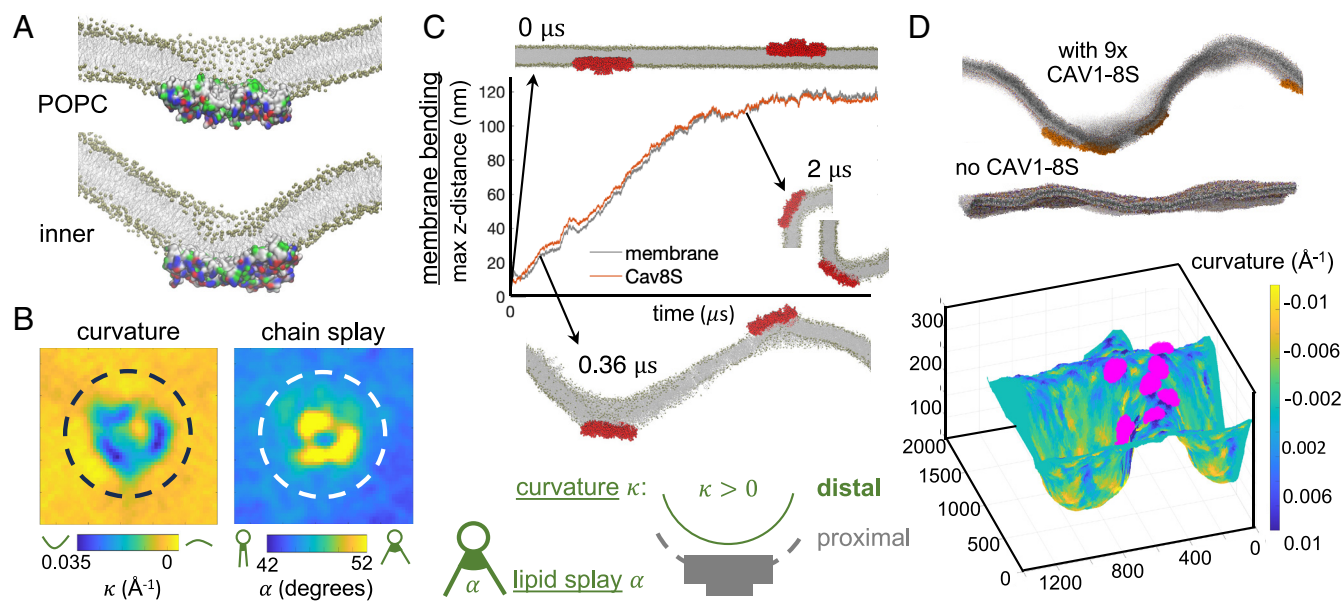 A
POPC
inner
B
curvature
chain splay
0.035
0
κ (Å⁻¹)
42
52
α (degrees)
C
0 μs
membrane bending
max z-distance (nm)
120
100
80
60
40
20
0
0
membrane
Cav8S
time (μs)
2 μs
0.36 μs
curvature κ:
κ > 0
distal
proximal
α
lipid splay α
D
with 9x
CAV1-8S
no CAV1-8S
curvature (Å⁻¹)
-0.01
-0.006
-0.002
0.002
0.006
0.01
300
200
100
2000
1500
1000
500
0
1200
800
400
0